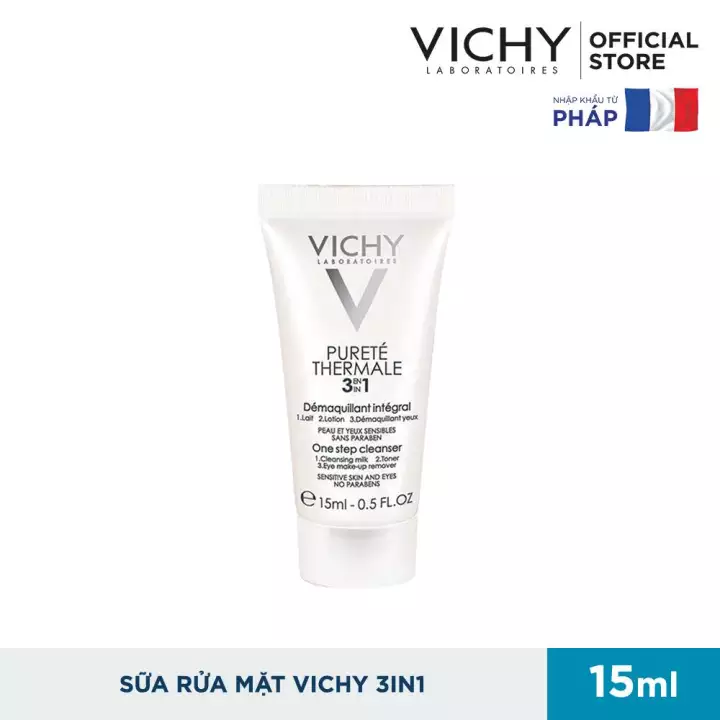 VICHY
LABORATOIRES
OFFICIAL
STORE
NHẬP KHẨU TỪ
PHÁP
VICHY
LABORATOIRES
V
PURETÉ
THERMALE
3 EN IN 1
Démaquillant intégral
1.Lait 2.Lotion 3.Démaquillant yeux
PEAU ET YEUX SENSIBLES
SANS PARABEN
One step cleanser
1.Cleansing milk 2.Toner
3.Eye make-up remover
SENSITIVE SKIN AND EYES
NO PARABENS
e 15ml - 0.5 FL.OZ
SỮA RỬA MẶT VICHY 3IN1
15ml